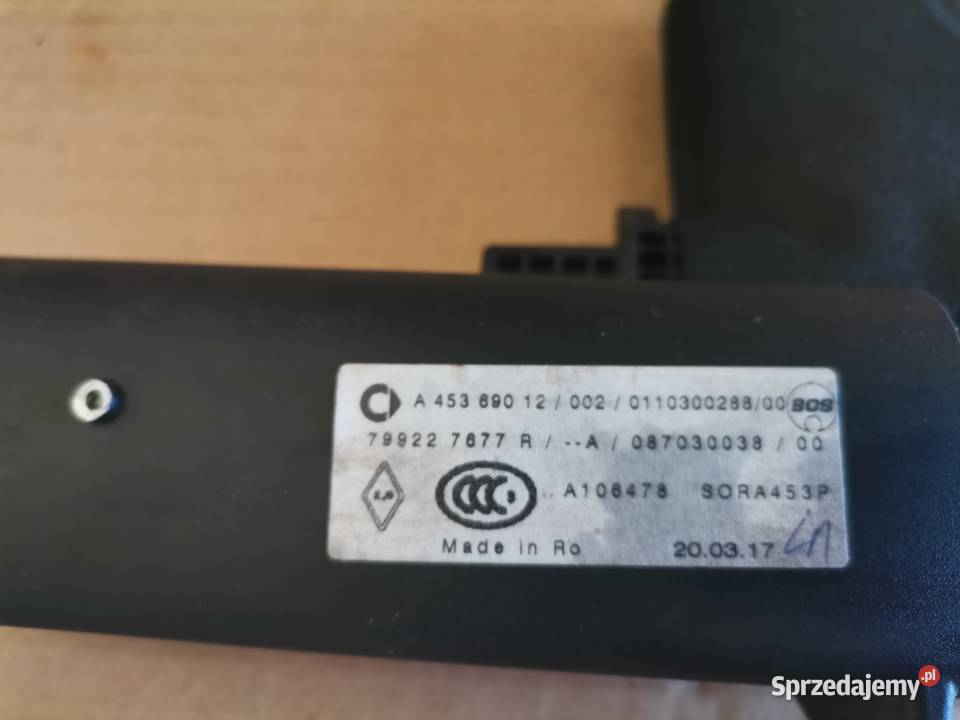 A 453 690 12 / 002 / 0110300288/00 BOS
79922 7677 R / --A / 087030038 / 00
CCC
A106478 SORA453P
Made in Ro 20.03.17
Sprzedajemy.pl